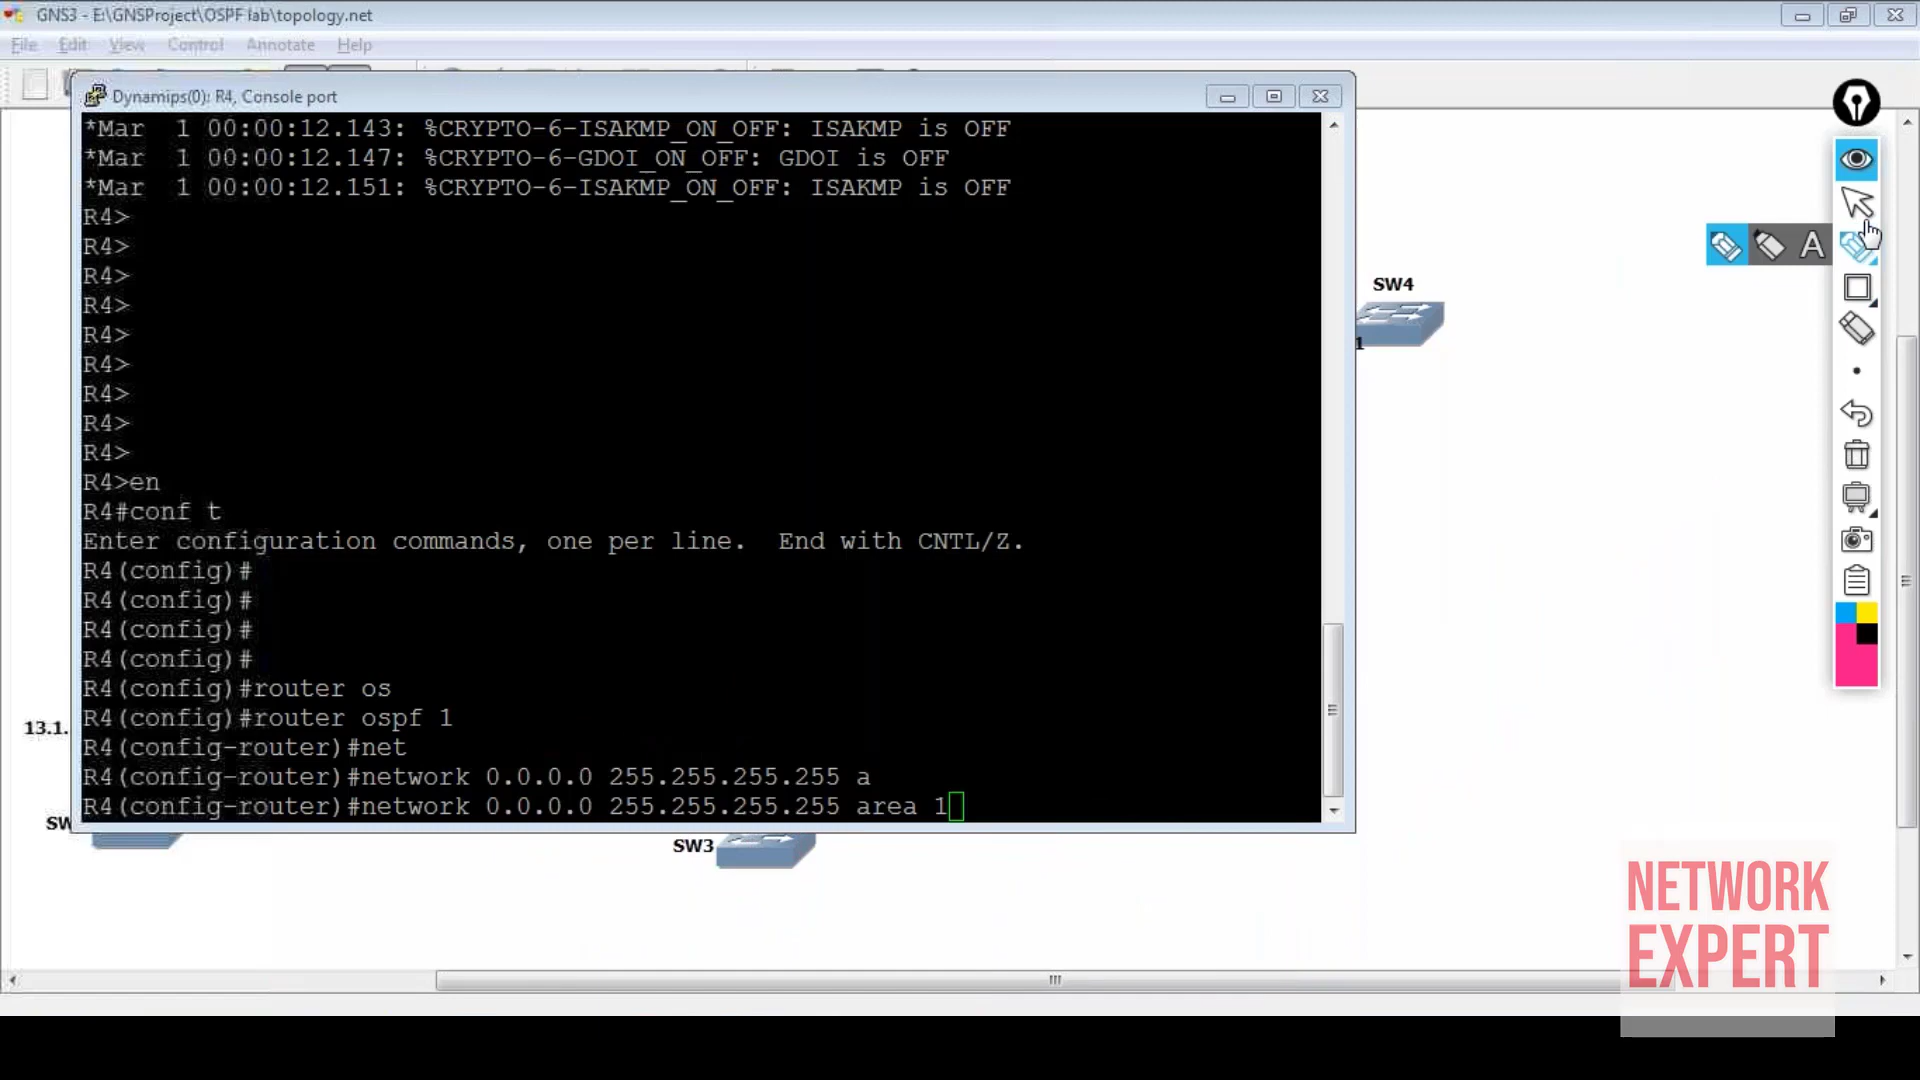 GNS3 - E:\GNSProject\OSPF lab\topology.net
File Edit View Control Annotate Help
Dynamips(0): R4, Console port
*Mar  1 00:00:12.143: %CRYPTO-6-ISAKMP_ON_OFF: ISAKMP is OFF
*Mar  1 00:00:12.147: %CRYPTO-6-GDOI_ON_OFF: GDOI is OFF
*Mar  1 00:00:12.151: %CRYPTO-6-ISAKMP_ON_OFF: ISAKMP is OFF
R4>
R4>
R4>
R4>
R4>
R4>
R4>
R4>
R4>
R4>en
R4#conf t
Enter configuration commands, one per line.  End with CNTL/Z.
R4(config)#
R4(config)#
R4(config)#
R4(config)#
R4(config)#router os
R4(config)#router ospf 1
R4(config-router)#net
R4(config-router)#network 0.0.0.0 255.255.255.255 a
R4(config-router)#network 0.0.0.0 255.255.255.255 area 1
A
SW4
1
13.1.
SW
SW3
NETWORK
EXPERT